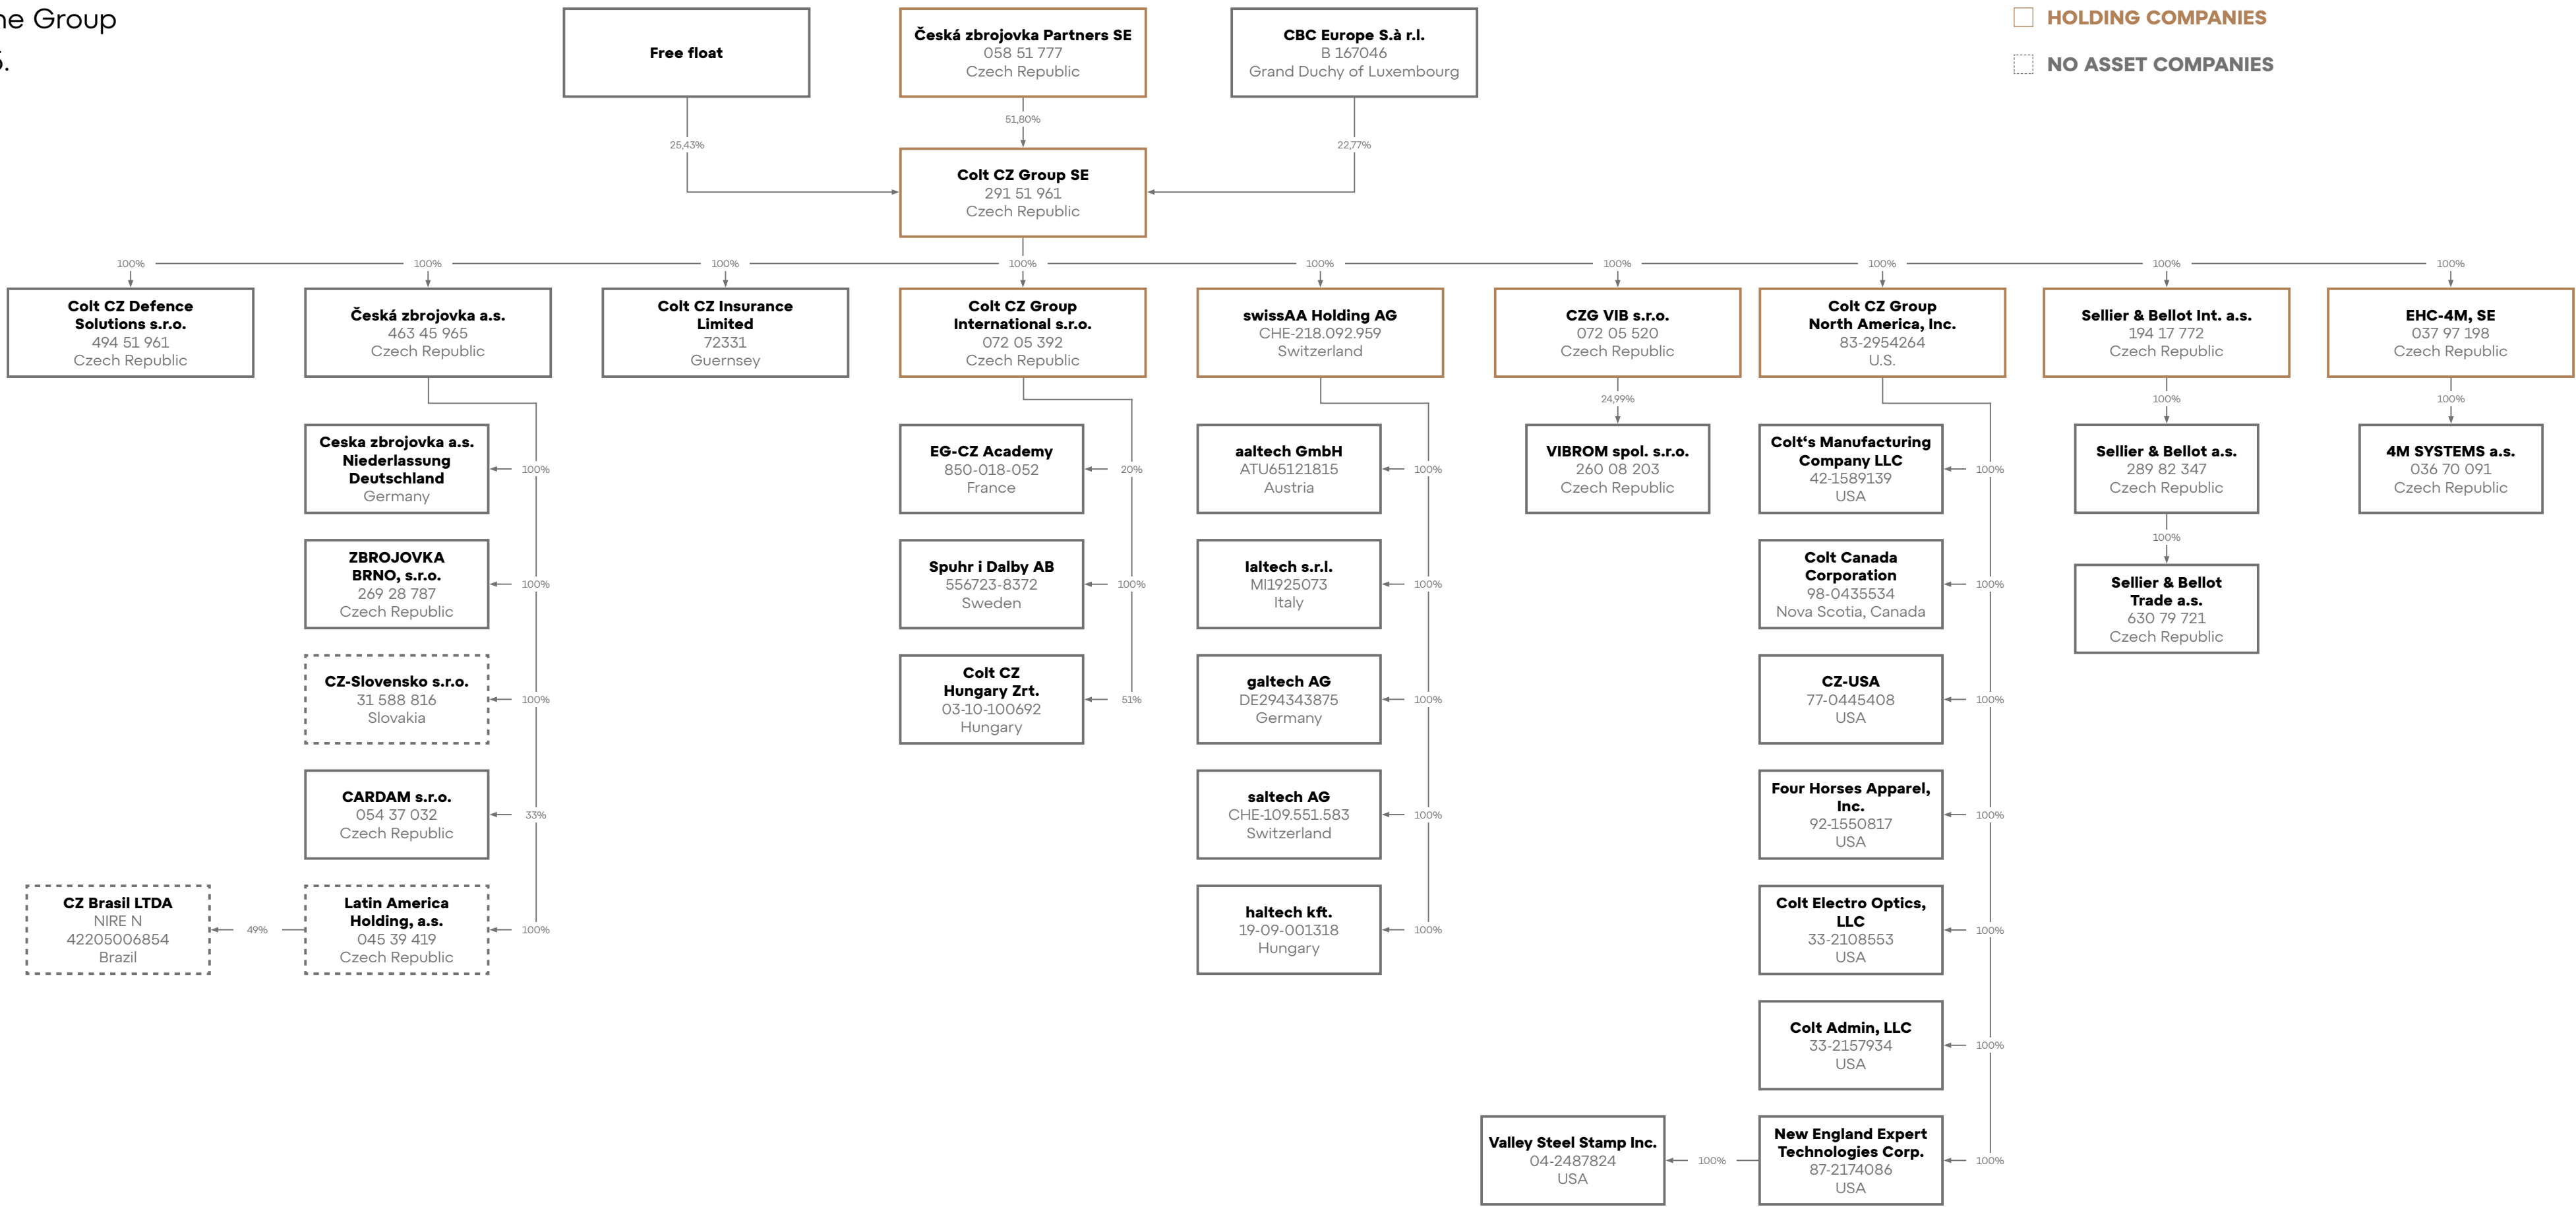 ne Group
.
HOLDING COMPANIES
NO ASSET COMPANIES
Free float
Česká zbrojovka Partners SE
058 51 777
Czech Republic
CBC Europe S.à r.l.
B 167046
Grand Duchy of Luxembourg
25,43%
51,80%
22,77%
Colt CZ Group SE
291 51 961
Czech Republic
100%
100%
100%
100%
100%
100%
100%
100%
100%
Colt CZ Defence
Solutions s.r.o.
494 51 961
Czech Republic
Česká zbrojovka a.s.
463 45 965
Czech Republic
Colt CZ Insurance
Limited
72331
Guernsey
Colt CZ Group
International s.r.o.
072 05 392
Czech Republic
swissAA Holding AG
CHE-218.092.959
Switzerland
CZG VIB s.r.o.
072 05 520
Czech Republic
Colt CZ Group
North America, Inc.
83-2954264
U.S.
Sellier & Bellot Int. a.s.
194 17 772
Czech Republic
EHC-4M, SE
037 97 198
Czech Republic
24,99%
100%
100%
Ceska zbrojovka a.s.
Niederlassung
Deutschland
Germany
100%
EG-CZ Academy
850-018-052
France
20%
aaltech GmbH
ATU65121815
Austria
100%
VIBROM spol. s.r.o.
260 08 203
Czech Republic
Colt‘s Manufacturing
Company LLC
42-1589139
USA
100%
Sellier & Bellot a.s.
289 82 347
Czech Republic
4M SYSTEMS a.s.
036 70 091
Czech Republic
100%
ZBROJOVKA
BRNO, s.r.o.
269 28 787
Czech Republic
100%
Spuhr i Dalby AB
556723-8372
Sweden
100%
Ialtech s.r.l.
MI1925073
Italy
100%
Colt Canada
Corporation
98-0435534
Nova Scotia, Canada
100%
Sellier & Bellot
Trade a.s.
630 79 721
Czech Republic
CZ-Slovensko s.r.o.
31 588 816
Slovakia
100%
Colt CZ
Hungary Zrt.
03-10-100692
Hungary
51%
galtech AG
DE294343875
Germany
100%
CZ-USA
77-0445408
USA
100%
CARDAM s.r.o.
054 37 032
Czech Republic
33%
saltech AG
CHE-109.551.583
Switzerland
100%
Four Horses Apparel,
Inc.
92-1550817
USA
100%
CZ Brasil LTDA
NIRE N
42205006854
Brazil
49%
Latin America
Holding, a.s.
045 39 419
Czech Republic
100%
haltech kft.
19-09-001318
Hungary
100%
Colt Electro Optics,
LLC
33-2108553
USA
100%
Colt Admin, LLC
33-2157934
USA
100%
Valley Steel Stamp Inc.
04-2487824
USA
100%
New England Expert
Technologies Corp.
87-2174086
USA
100%